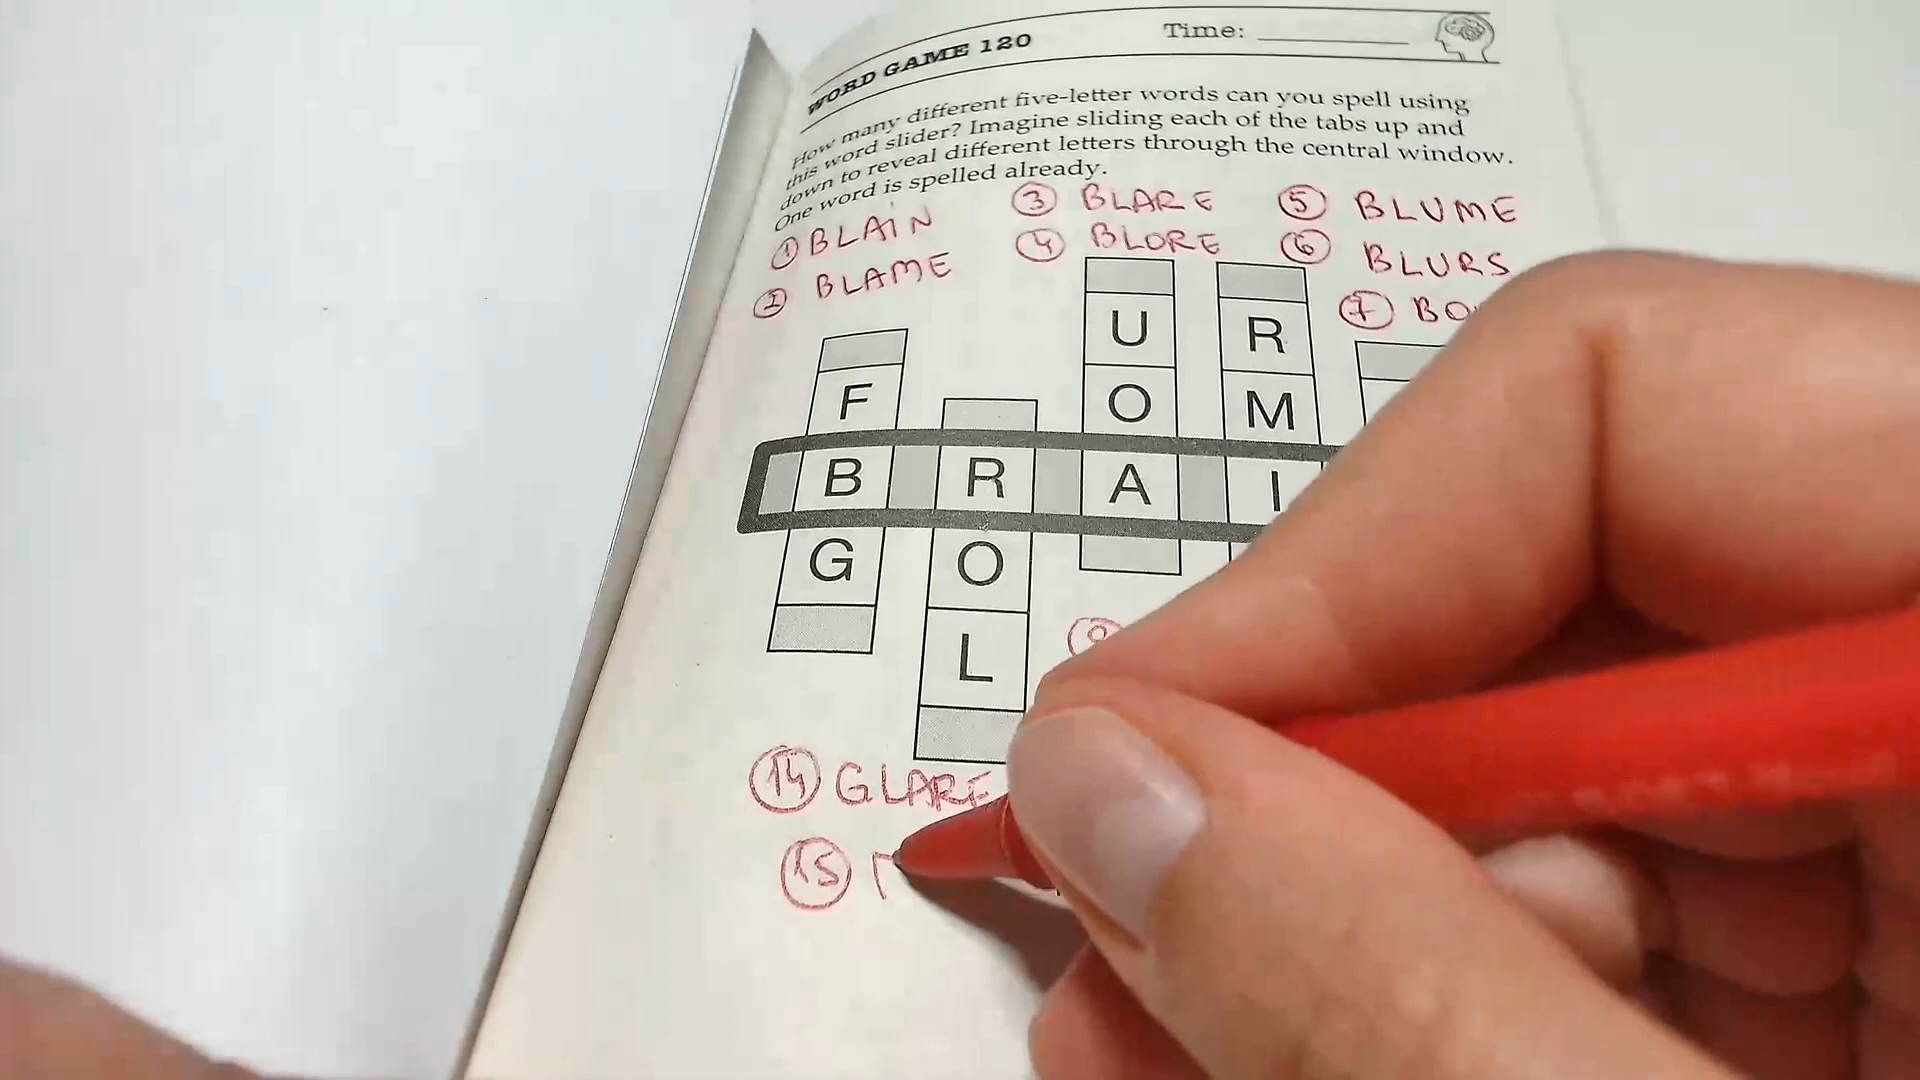 WORD GAME 120
Time:
How many different five-letter words can you spell using
this word slider? Imagine sliding each of the tabs up and
down to reveal different letters through the central window.
One word is spelled already.
① BLAIN
② BLAME
③ BLARE
④ BLORE
⑤ BLUME
⑥ BLURS
⑦
U R
F O M
B R A I
G O
L
⑭ GLARE
⑮